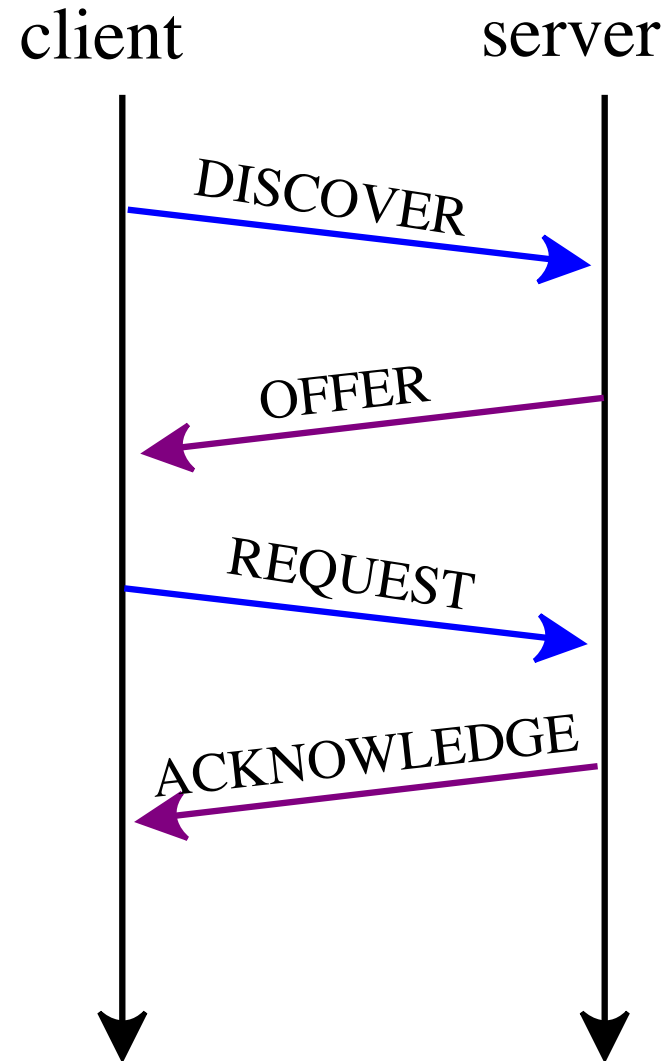 client
server
DISCOVER
OFFER
REQUEST
ACKNOWLEDGE